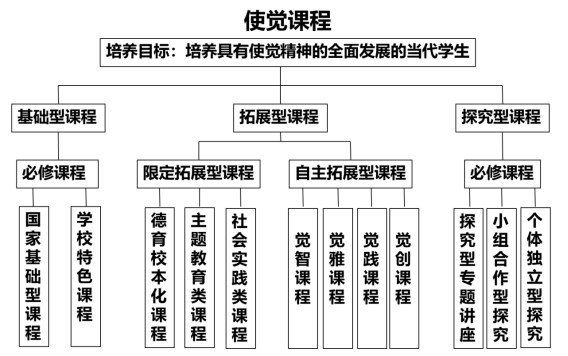 使觉课程
培养目标：培养具有使觉精神的全面发展的当代学生
基础型课程
拓展型课程
探究型课程
必修课程
限定拓展型课程
自主拓展型课程
必修课程
国家基础型课程
学校特色课程
德育校本化课程
主题教育类课程
社会实践类课程
觉智课程
觉雅课程
觉践课程
觉创课程
探究型专题讲座
小组合作型探究
个体独立型探究